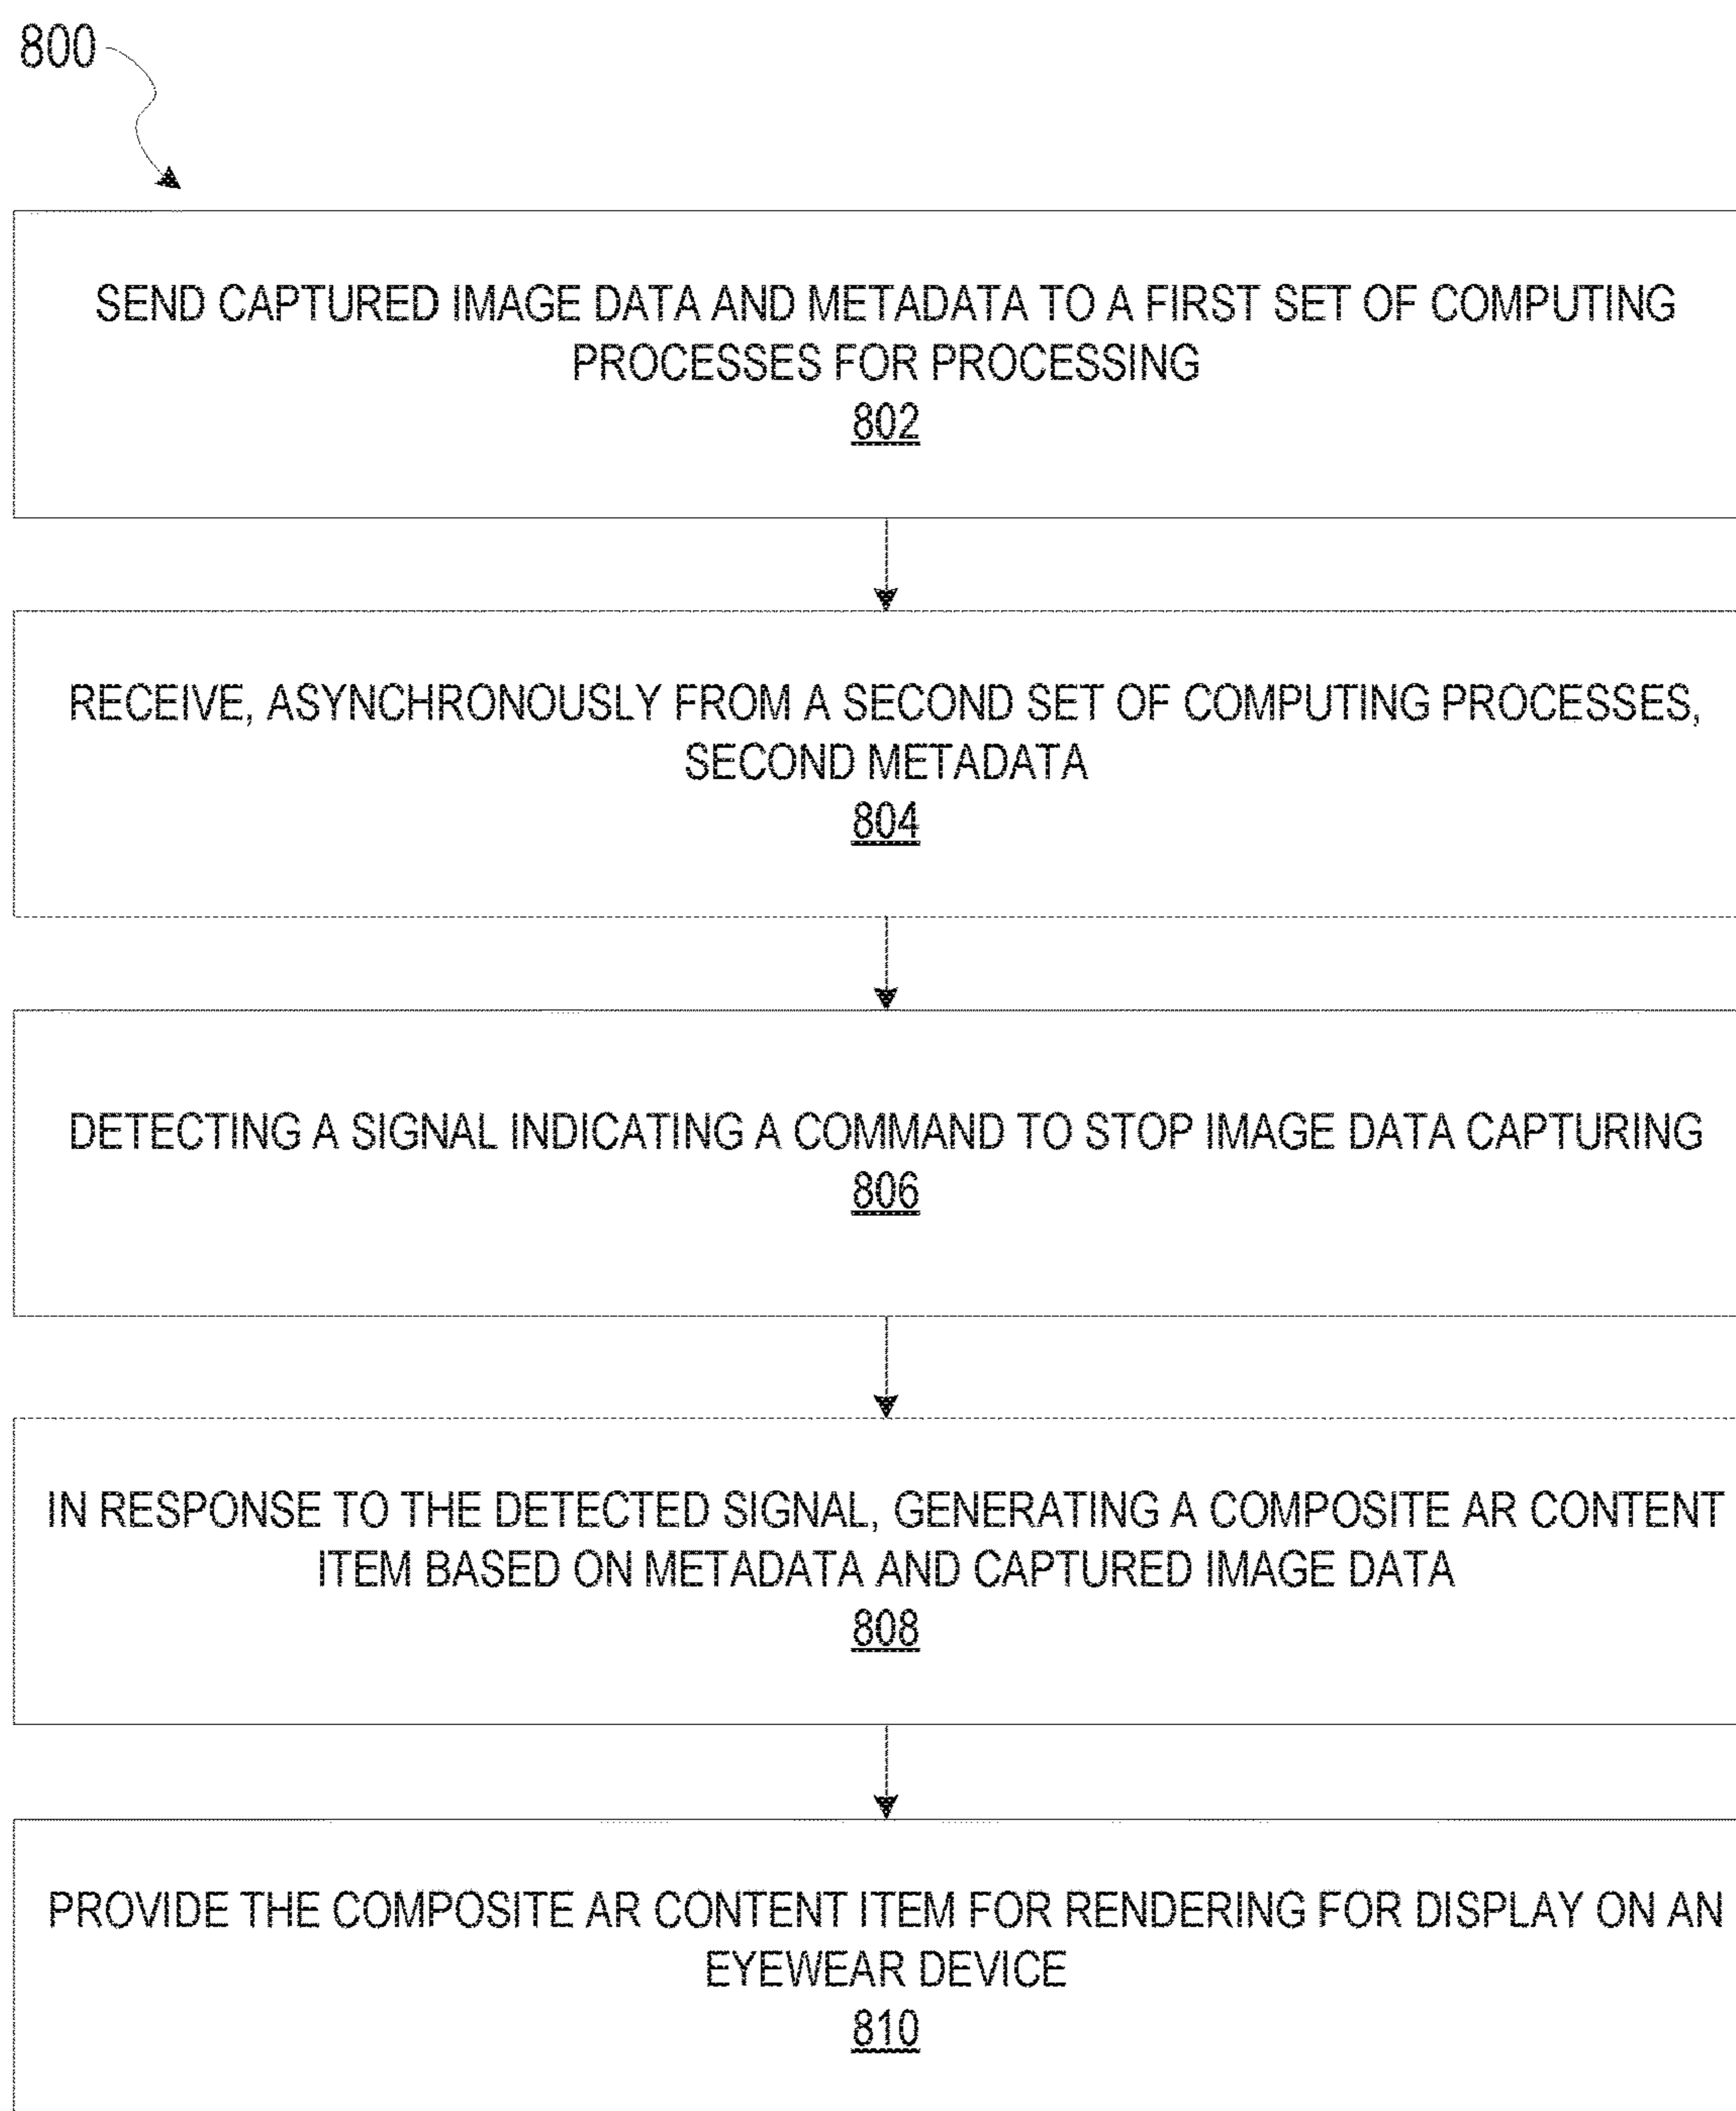 800
SEND CAPTURED IMAGE DATA AND METADATA TO A FIRST SET OF COMPUTING
PROCESSES FOR PROCESSING
802
RECEIVE, ASYNCHRONOUSLY FROM A SECOND SET OF COMPUTING PROCESSES,
SECOND METADATA
804
DETECTING A SIGNAL INDICATING A COMMAND TO STOP IMAGE DATA CAPTURING
806
IN RESPONSE TO THE DETECTED SIGNAL, GENERATING A COMPOSITE AR CONTENT
ITEM BASED ON METADATA AND CAPTURED IMAGE DATA
808
PROVIDE THE COMPOSITE AR CONTENT ITEM FOR RENDERING FOR DISPLAY ON AN
EYEWEAR DEVICE
810